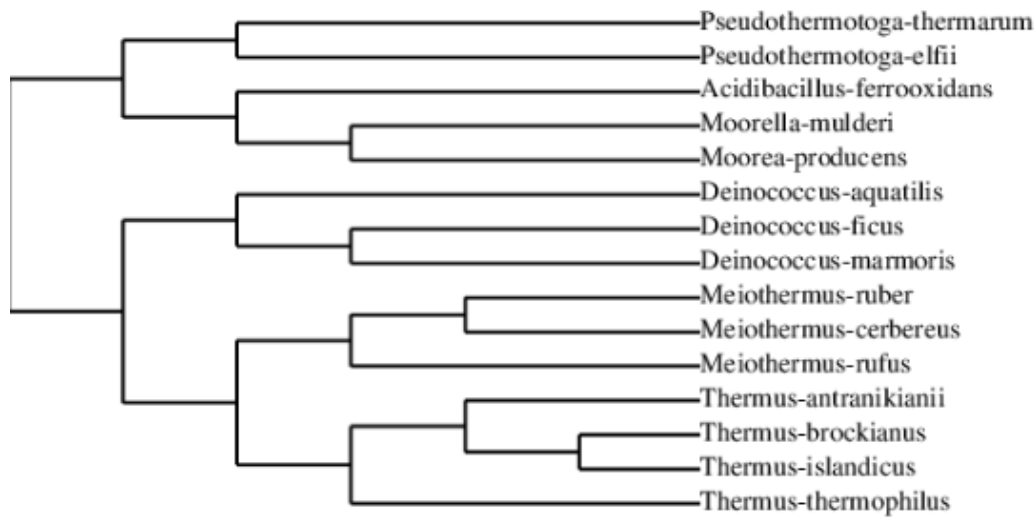 Pseudothermotoga-thermarum
Pseudothermotoga-elfii
Acidibacillus-ferrooxidans
Moorella-mulderi
Moorea-producens
Deinococcus-aquatilis
Deinococcus-ficus
Deinococcus-marmoris
Meiothermus-ruber
Meiothermus-cerbereus
Meiothermus-rufus
Thermus-antranikianii
Thermus-brockianus
Thermus-islandicus
Thermus-thermophilus